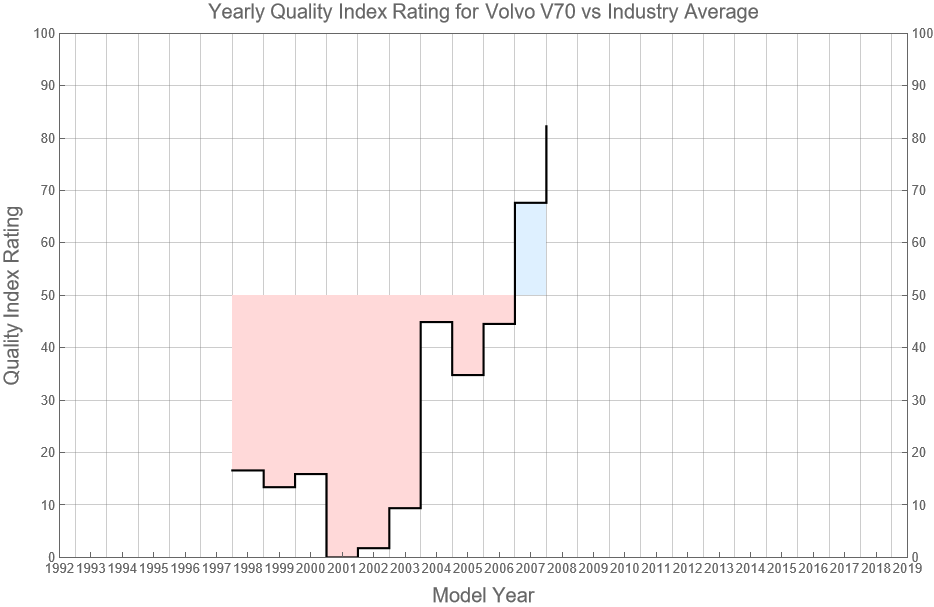 Yearly Quality Index Rating for Volvo V70 vs Industry Average
100 100
90 90
80 80
70 70
60 60
50 50
40 40
30 30
20 20
10 10
0 0
Quality Index Rating
1992 1993 1994 1995 1996 1997 1998 1999 2000 2001 2002 2003 2004 2005 2006 2007 2008 2009 2010 2011 2012 2013 2014 2015 2016 2017 2018 2019
Model Year